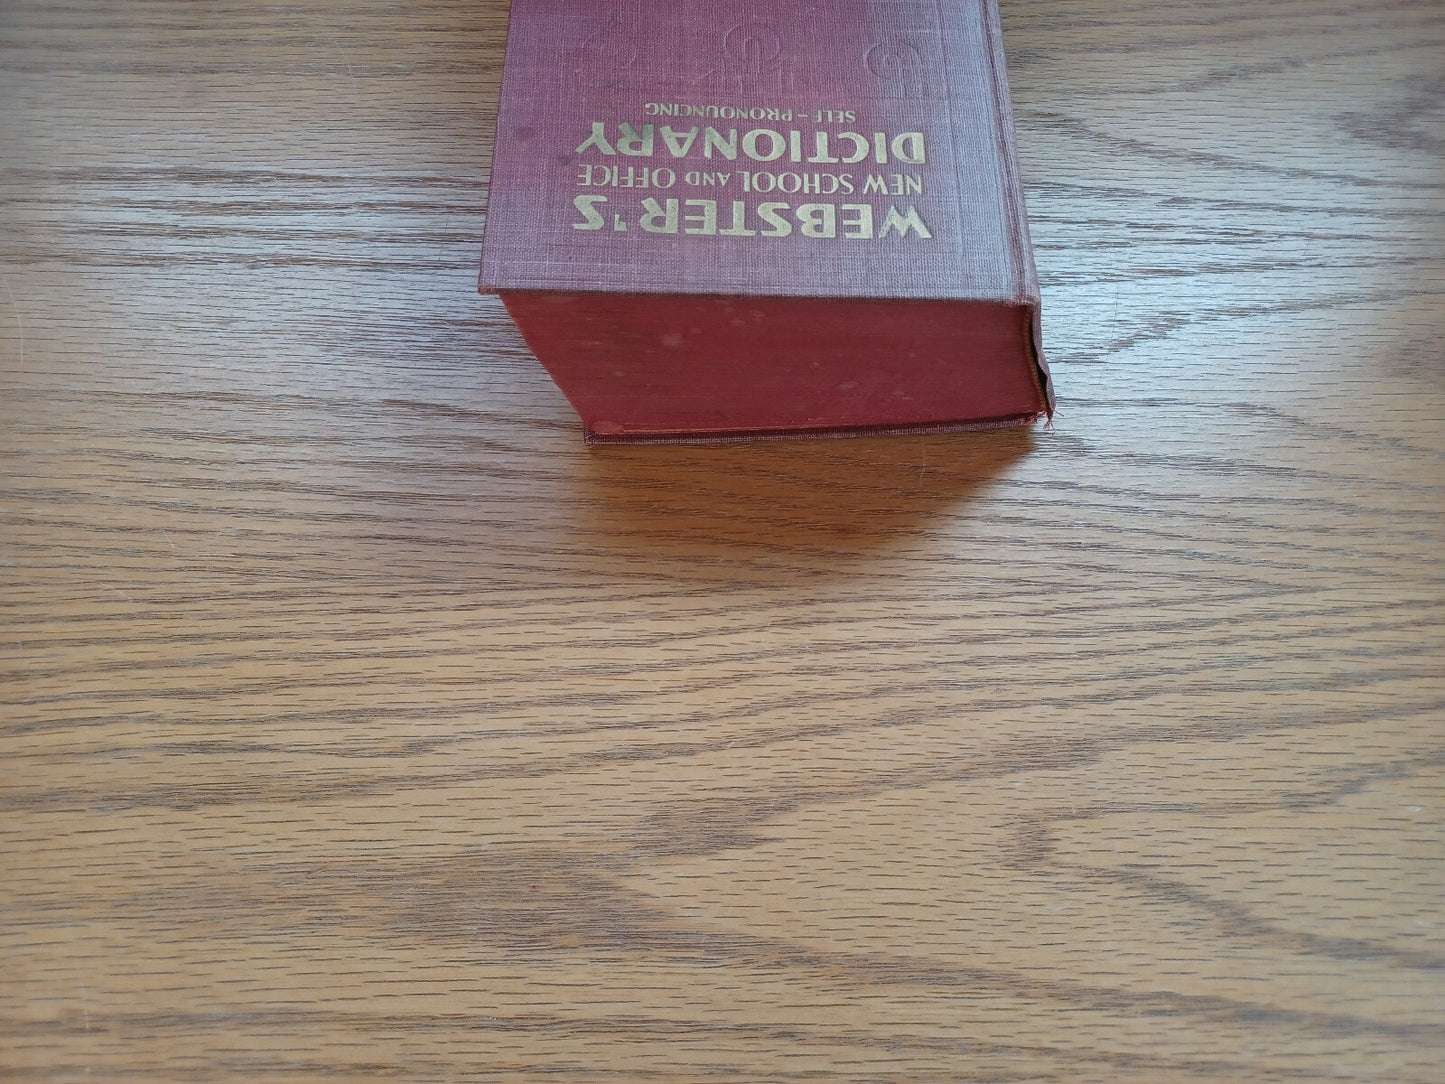 WEBSTER'S
NEW SCHOOL AND OFFICE
DICTIONARY
SELF-PRONOUNCING